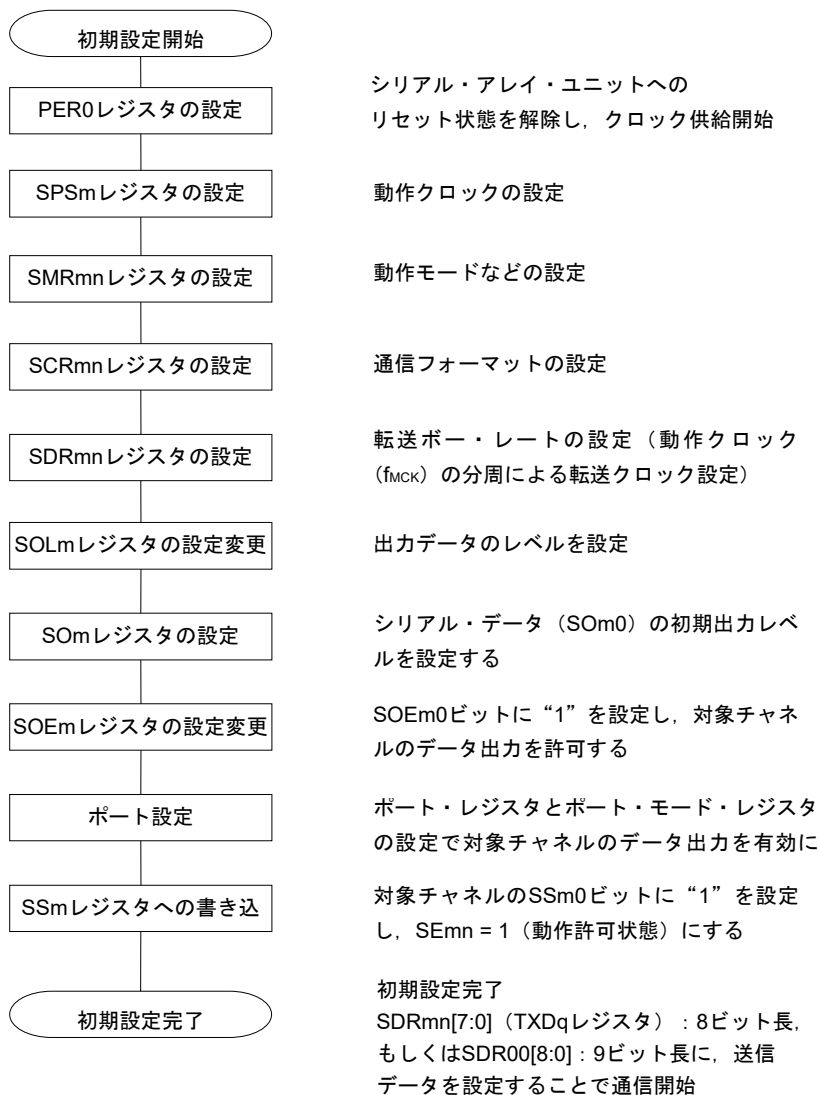 初期設定開始
PER0レジスタの設定
シリアル・アレイ・ユニットへの
リセット状態を解除し，クロック供給開始
SPSmレジスタの設定
動作クロックの設定
SMRmnレジスタの設定
動作モードなどの設定
SCRmnレジスタの設定
通信フォーマットの設定
SDRmnレジスタの設定
転送ボー・レートの設定（動作クロック
（fMCK）の分周による転送クロック設定）
SOLmレジスタの設定変更
出力データのレベルを設定
SOmレジスタの設定
シリアル・データ（SOm0）の初期出力レベ
ルを設定する
SOEmレジスタの設定変更
SOEm0ビットに“1”を設定し，対象チャネ
ルのデータ出力を許可する
ポート設定
ポート・レジスタとポート・モード・レジスタ
の設定で対象チャネルのデータ出力を有効に
SSmレジスタへの書き込
対象チャネルのSSm0ビットに“1”を設定
し，SEmn = 1（動作許可状態）にする
初期設定完了
初期設定完了
SDRmn[7:0]（TXDqレジスタ）：8ビット長，
もしくはSDR00[8:0]：9ビット長に，送信
データを設定することで通信開始